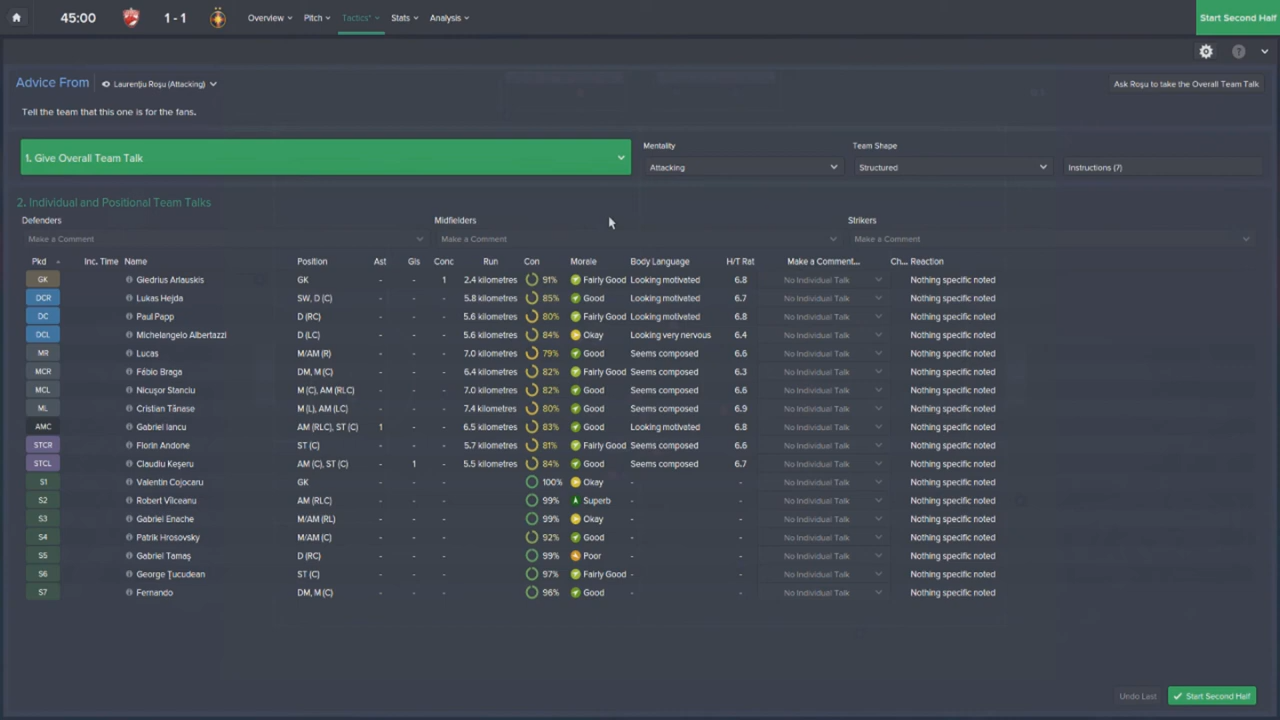 45:00 1 - 1 Overview Pitch Tactics* Stats Analysis Start Second Half
Advice From Laurențiu Roșu (Attacking) Ask Roșu to take the Overall Team Talk
Tell the team that this one is for the fans.
1. Give Overall Team Talk
Mentality Team Shape
Attacking Structured Instructions (7)
2. Individual and Positional Team Talks
Defenders Midfielders Strikers
Make a Comment Make a Comment Make a Comment
Pkd Inc. Time Name Position Ast Gls Conc Run Con Morale Body Language H/T Rat Make a Comment... Ch... Reaction
GK Giedrius Arlauskis GK - - 1 2.4 kilometres 91% Fairly Good Looking motivated 6.8 No Individual Talk Nothing specific noted
DCR Lukas Hejda SW, D (C) - - - 5.8 kilometres 85% Good Looking motivated 6.7 No Individual Talk Nothing specific noted
DC Paul Papp D (RC) - - - 5.6 kilometres 80% Fairly Good Looking motivated 6.8 No Individual Talk Nothing specific noted
DCL Michelangelo Albertazzi D (LC) - - - 5.6 kilometres 84% Okay Looking very nervous 6.4 No Individual Talk Nothing specific noted
MR Lucas M/AM (R) - - - 7.0 kilometres 79% Good Seems composed 6.6 No Individual Talk Nothing specific noted
MCR Fábio Braga DM, M (C) - - - 6.4 kilometres 82% Fairly Good Seems composed 6.3 No Individual Talk Nothing specific noted
MCL Nicușor Stanciu M (C), AM (RLC) - - - 7.0 kilometres 82% Good Seems composed 6.6 No Individual Talk Nothing specific noted
ML Cristian Tănase M (L), AM (LC) - - - 7.4 kilometres 80% Good Seems composed 6.9 No Individual Talk Nothing specific noted
AMC Gabriel Iancu AM (RLC), ST (C) 1 - - 6.5 kilometres 83% Good Looking motivated 6.8 No Individual Talk Nothing specific noted
STCR Florin Andone ST (C) - - - 5.7 kilometres 81% Fairly Good Seems composed 6.6 No Individual Talk Nothing specific noted
STCL Claudiu Keșeru AM (C), ST (C) - 1 - 5.5 kilometres 84% Good Seems composed 6.7 No Individual Talk Nothing specific noted
S1 Valentin Cojocaru GK - - - 100% Okay - - No Individual Talk Nothing specific noted
S2 Robert Vîlceanu AM (RLC) - - - 99% Superb - - No Individual Talk Nothing specific noted
S3 Gabriel Enache M/AM (RL) - - - 99% Okay - - No Individual Talk Nothing specific noted
S4 Patrik Hrosovsky M/AM (C) - - - 92% Good - - No Individual Talk Nothing specific noted
S5 Gabriel Tamaș D (RC) - - - 99% Poor - - No Individual Talk Nothing specific noted
S6 George Țucudean ST (C) - - - 97% Fairly Good - - No Individual Talk Nothing specific noted
S7 Fernando DM, M (C) - - - 96% Good - - No Individual Talk Nothing specific noted
Undo Last Start Second Half